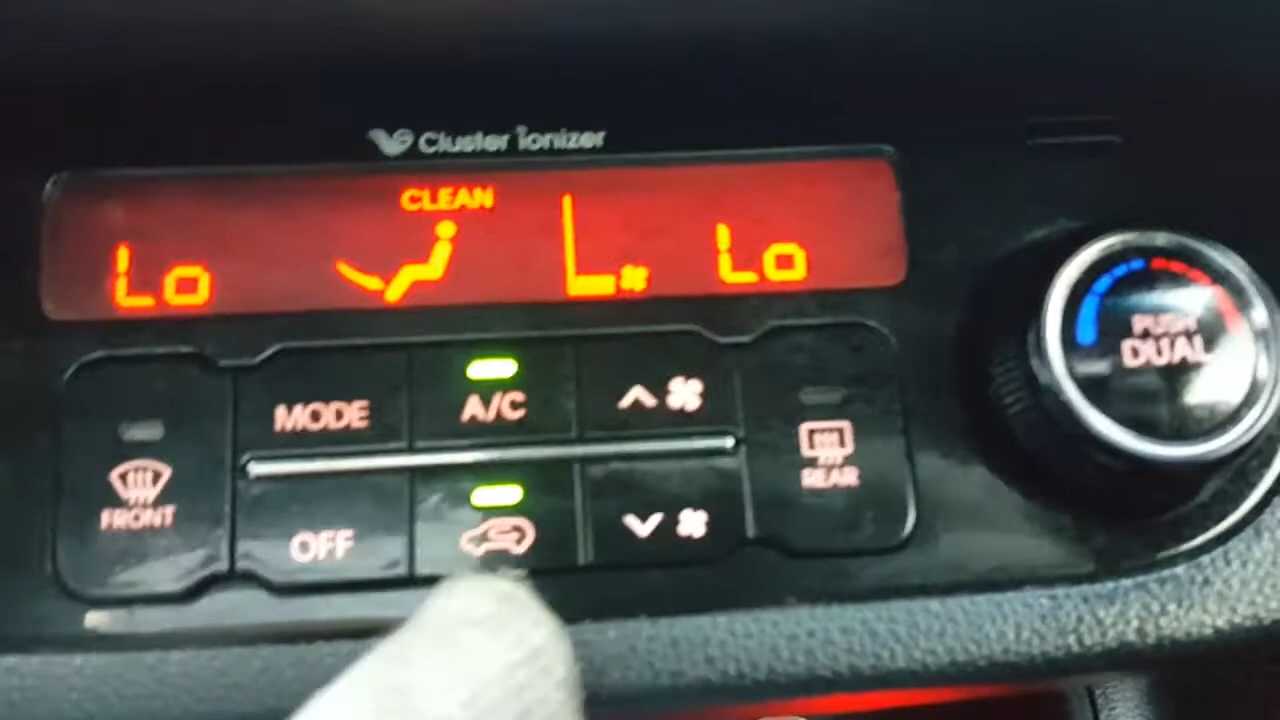 Cluster ionizer
CLEAN
Lo
Lo
MODE
A/C
FRONT
OFF
REAR
PUSH
DUAL